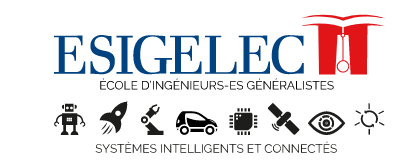 ESIGELEC
ÉCOLE D'INGÉNIEURS-ES GÉNÉRALISTES
SYSTÈMES INTELLIGENTS ET CONNECTÉS